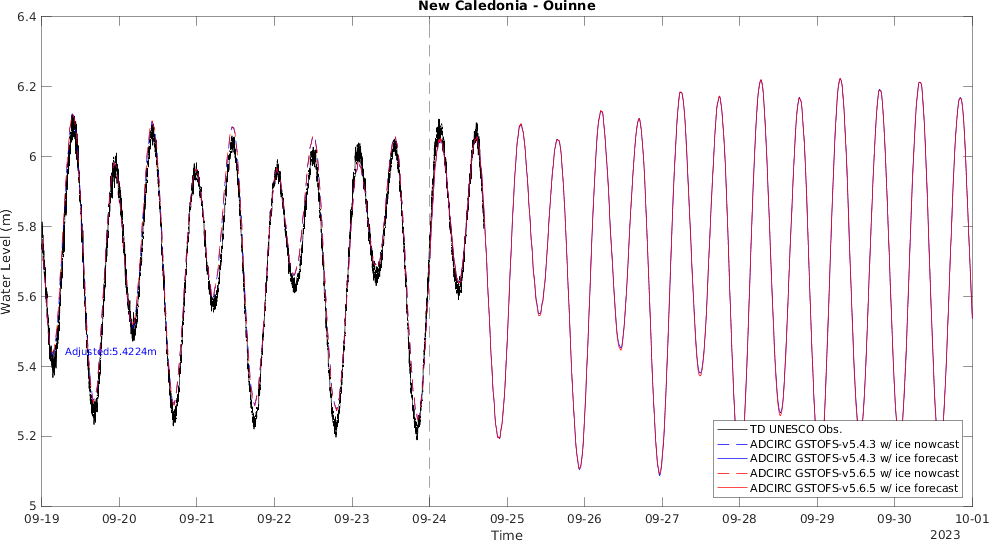 New Caledonia - Ouinne
6.4
6.2
6
5.8
5.6
5.4
5.2
5
Water Level (m)
Adjusted:5.4224m
TD UNESCO Obs.
ADCIRC GSTOFS-v5.4.3 w/ ice nowcast
ADCIRC GSTOFS-v5.4.3 w/ ice forecast
ADCIRC GSTOFS-v5.6.5 w/ ice nowcast
ADCIRC GSTOFS-v5.6.5 w/ ice forecast
09-19 09-20 09-21 09-22 09-23 09-24 09-25 09-26 09-27 09-28 09-29 09-30 10-01
Time
2023